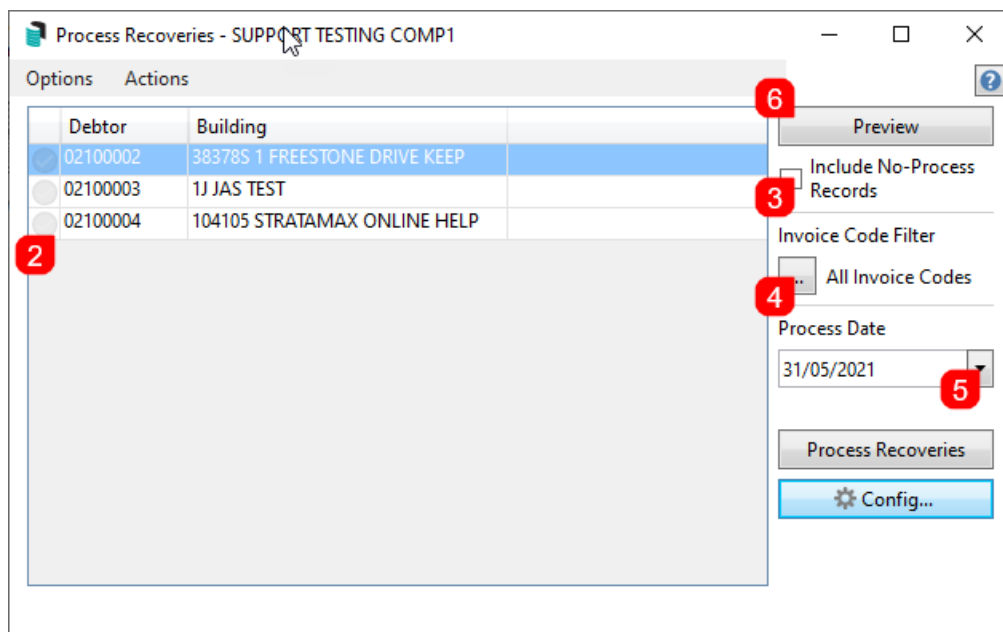 Process Recoveries - SUPPORT TESTING COMP1
Options Actions
?
6
Debtor Building
Preview
02100002 38378S 1 FREESTONE DRIVE KEEP
Include No-Process
Records
02100003 1J JAS TEST
3
02100004 104105 STRATAMAX ONLINE HELP
2
Invoice Code Filter
.. All Invoice Codes
4
Process Date
31/05/2021
5
Process Recoveries
Config...